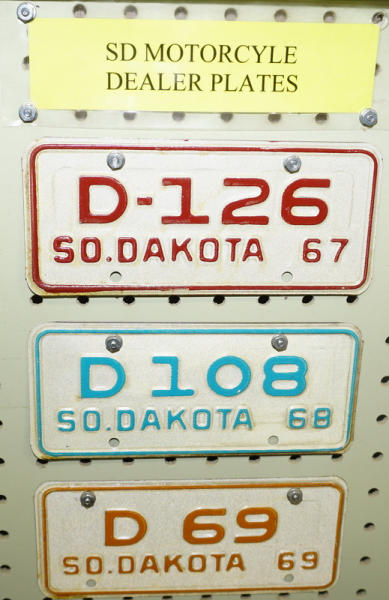 SD MOTORCYLE
DEALER PLATES
D-126
SO.DAKOTA 67
D 108
SO.DAKOTA 68
D 69
SO.DAKOTA 69